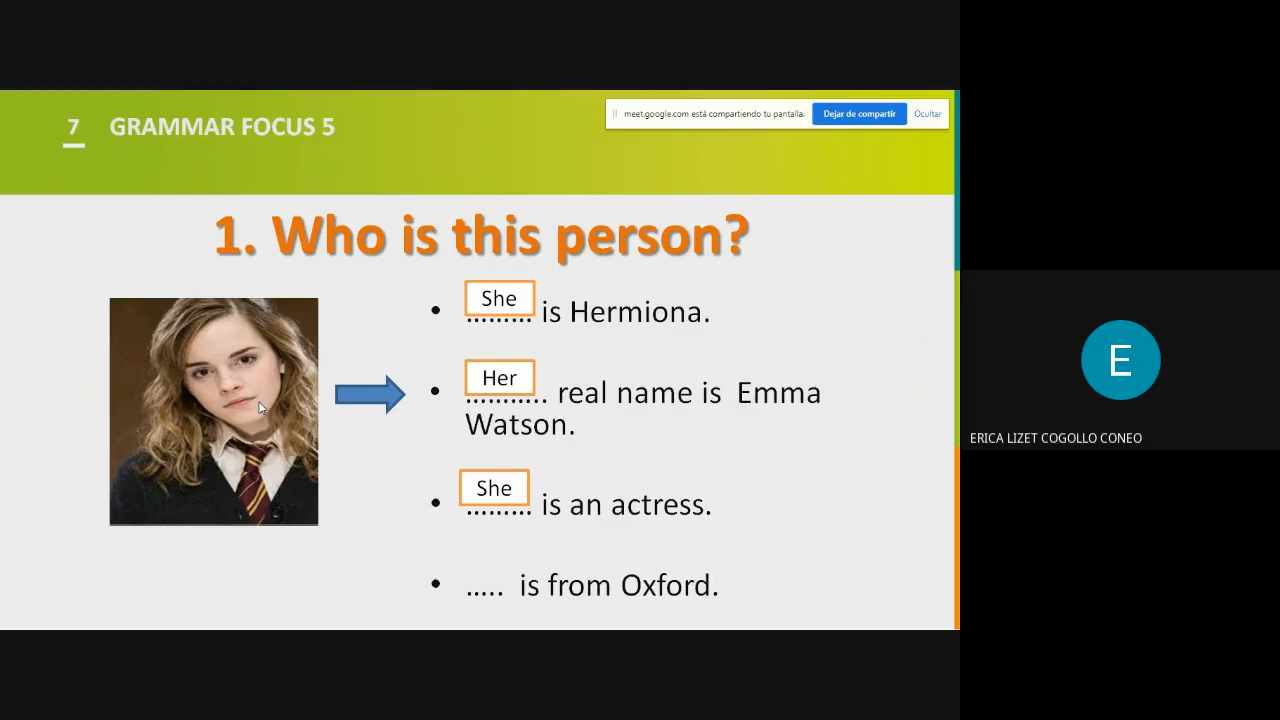 7 GRAMMAR FOCUS 5
meet.google.com está compartiendo tu pantalla. Dejar de compartir Ocultar
1. Who is this person?
• She ......... is Hermiona.
• Her ........... real name is Emma
Watson.
• She ......... is an actress.
• ..... is from Oxford.
E
ERICA LIZET COGOLLO CONEO